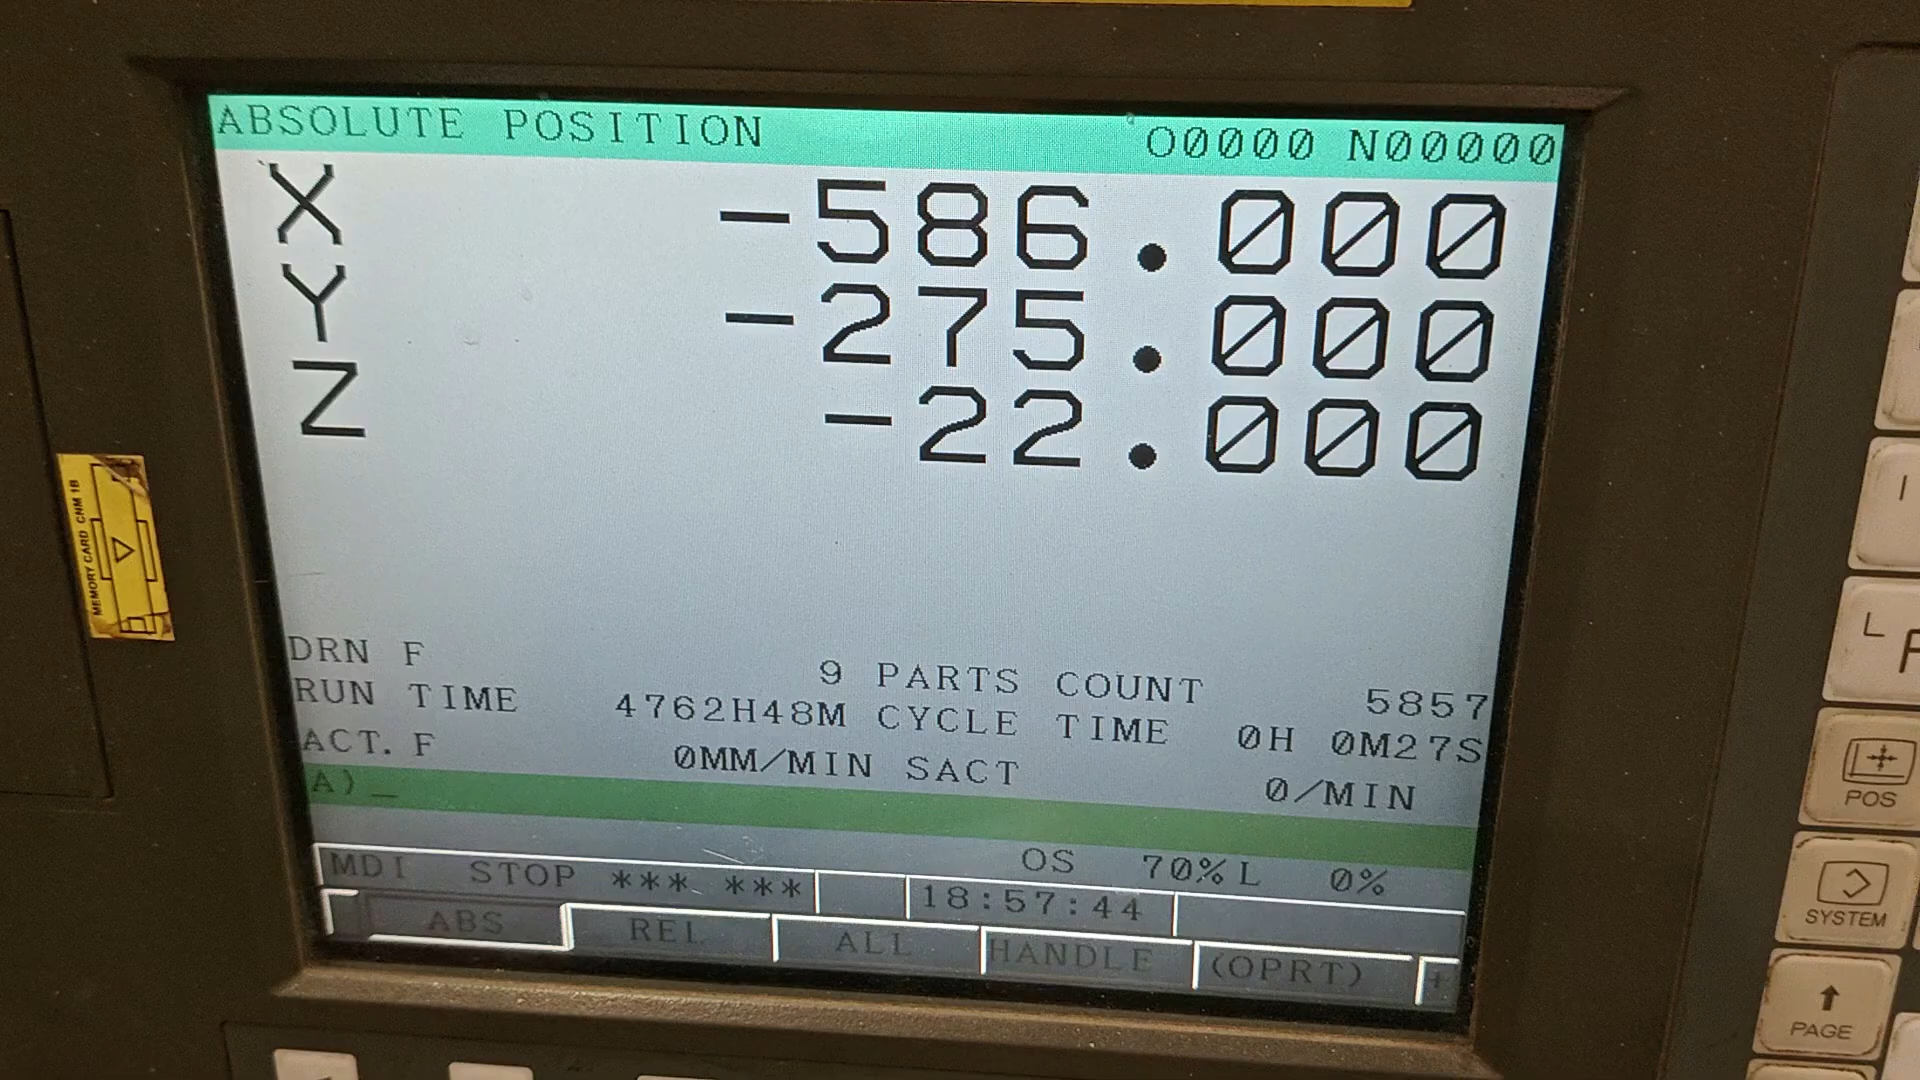 ABSOLUTE POSITION O0000 N00000
X -586.000
Y -275.000
Z -22.000
DRN F 9 PARTS COUNT 5857
RUN TIME 4762H48M CYCLE TIME 0H 0M27S
ACT. F 0MM/MIN SACT 0/MIN
A)_
OS 70% L 0%
MDI STOP *** *** 18:57:44
ABS REL ALL HANDLE (OPRT) +
MEMORY CARD CNM 1B
I
L
POS
SYSTEM
PAGE